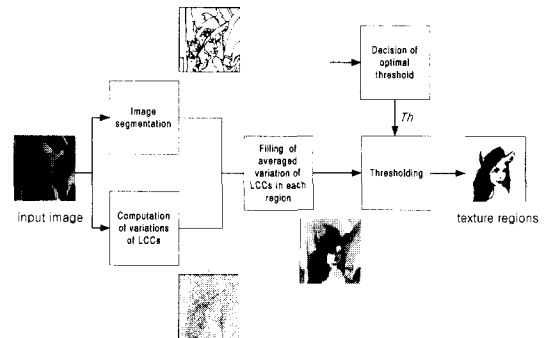 Decision of
optimal
threshold
Image
segmentation
Th
Filling of
averaged
variation of
LCCs in each
region
Thresholding
input image
texture regions
Computation
of variations
of LCCs